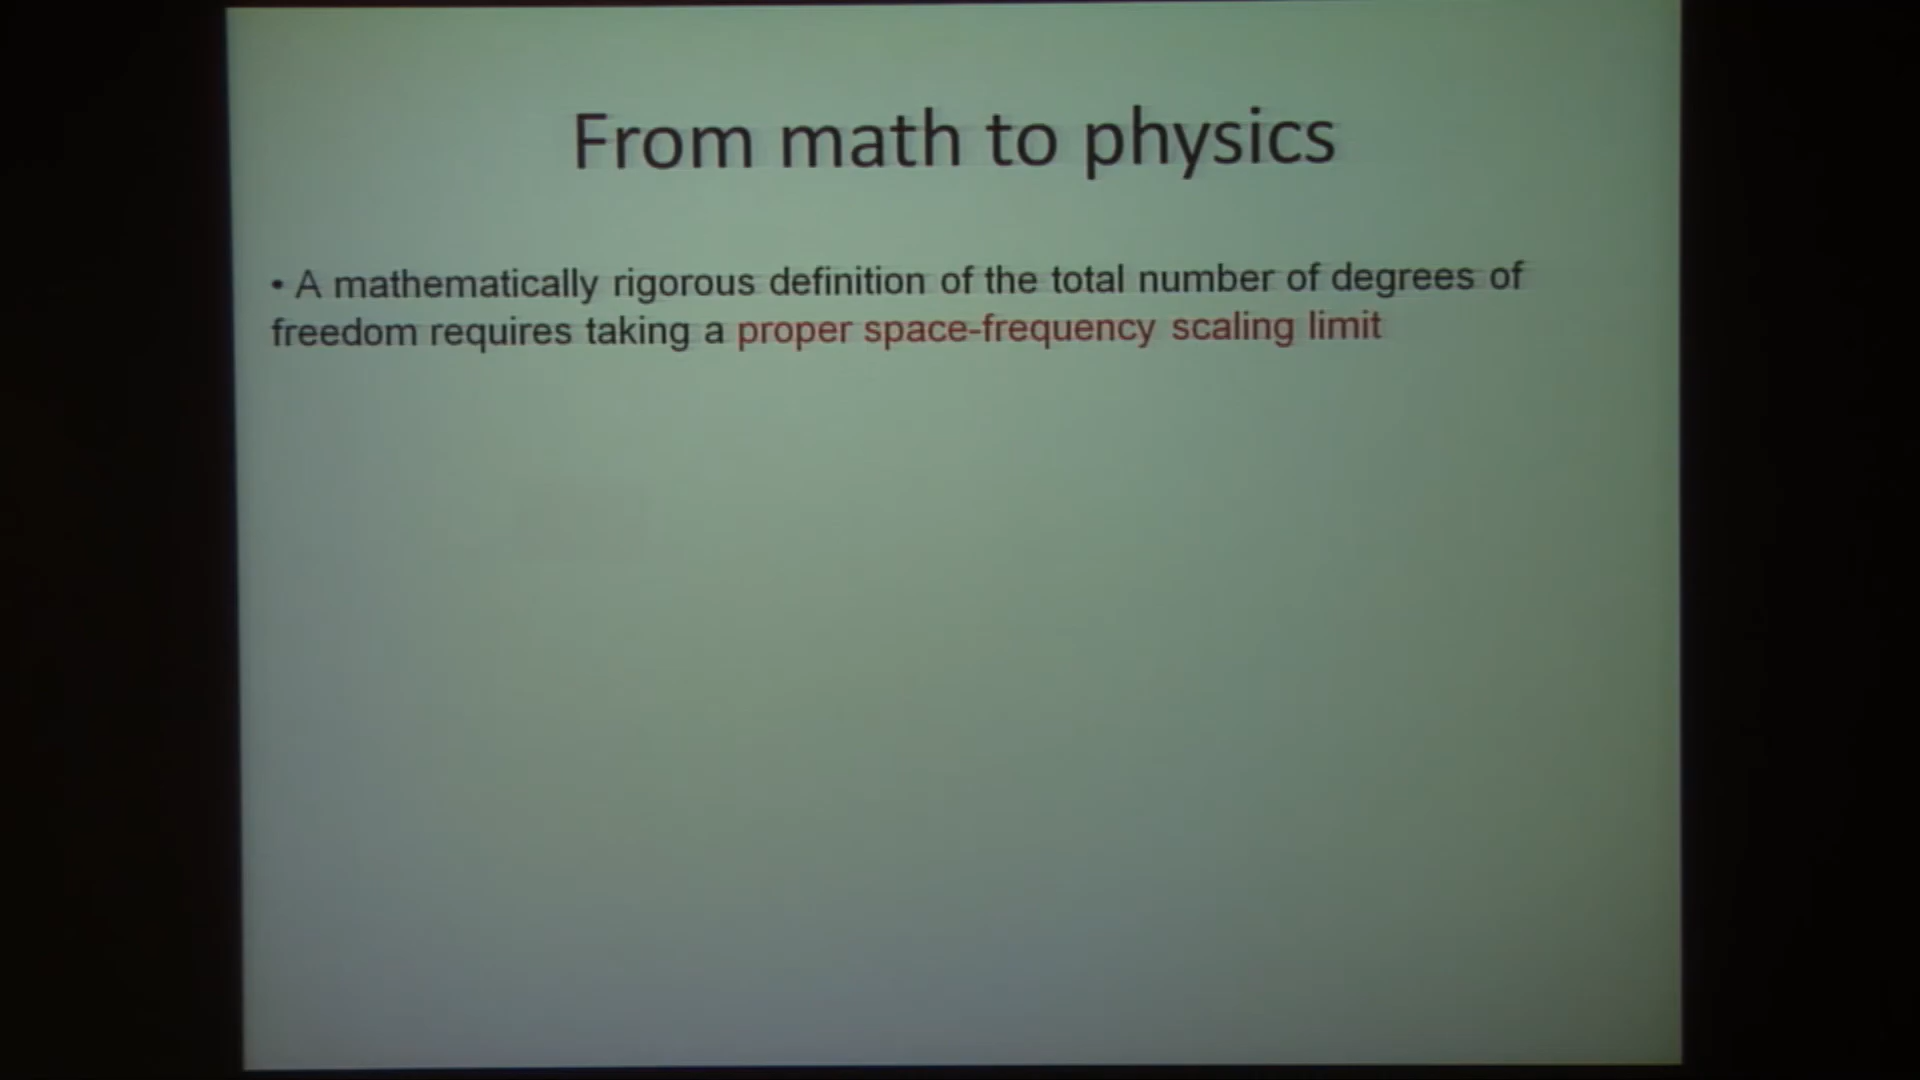 From math to physics
• A mathematically rigorous definition of the total number of degrees of
freedom requires taking a proper space-frequency scaling limit